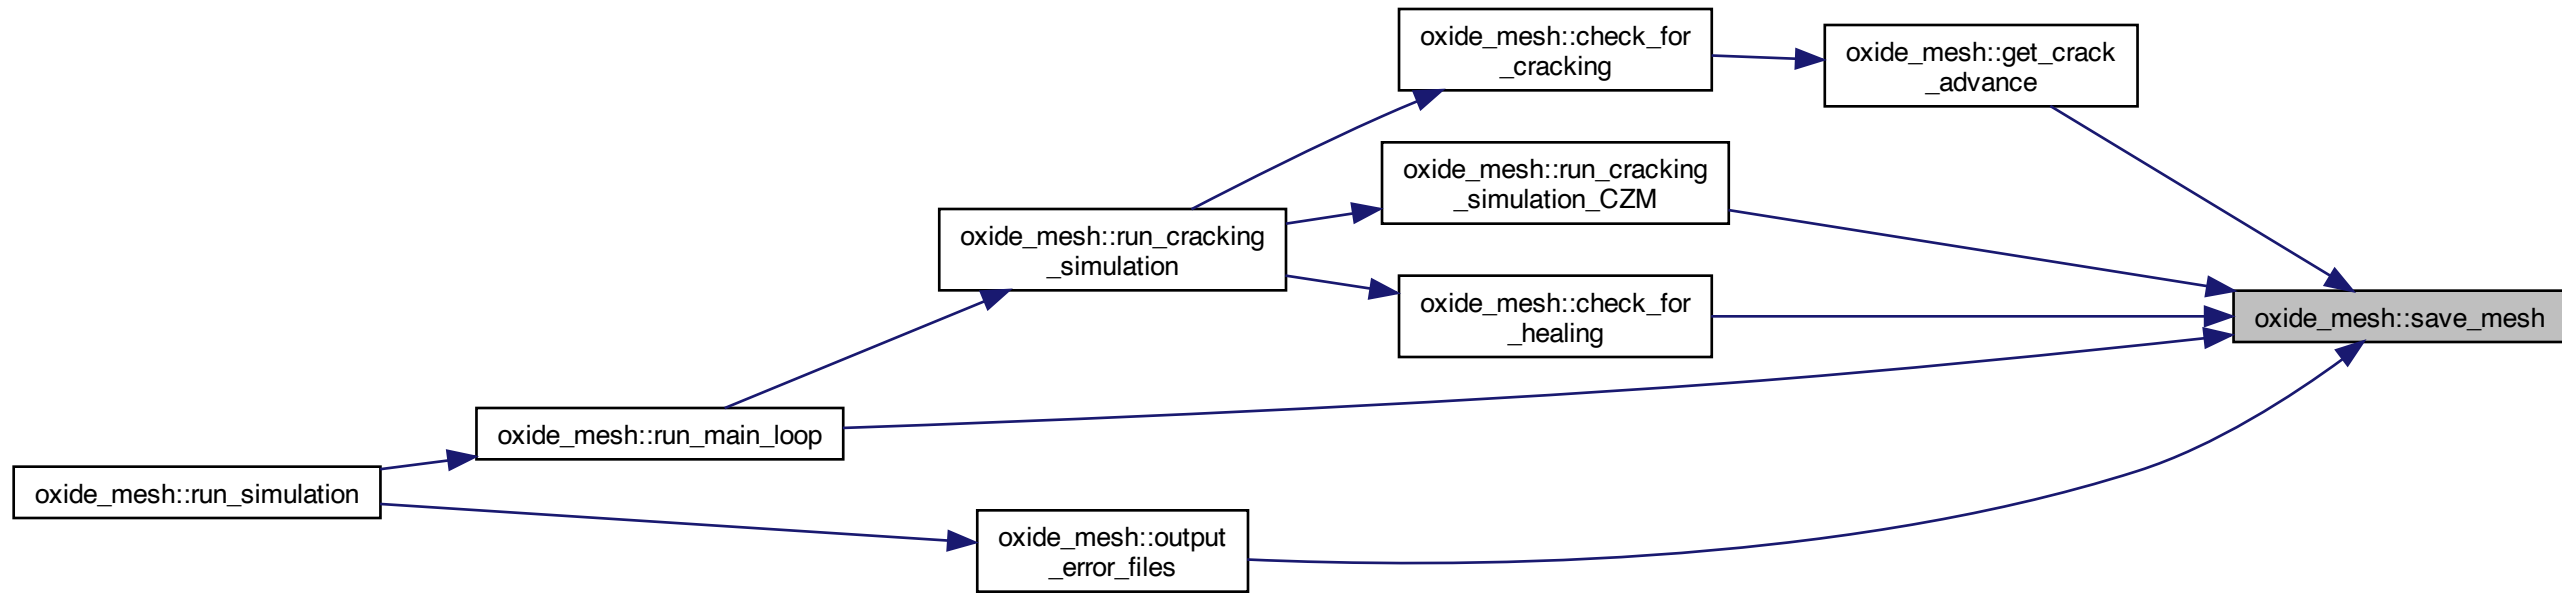 oxide_mesh::check_for
_cracking
oxide_mesh::get_crack
_advance
oxide_mesh::run_cracking
_simulation_CZM
oxide_mesh::run_cracking
_simulation
oxide_mesh::check_for
_healing
oxide_mesh::save_mesh
oxide_mesh::run_main_loop
oxide_mesh::run_simulation
oxide_mesh::output
_error_files